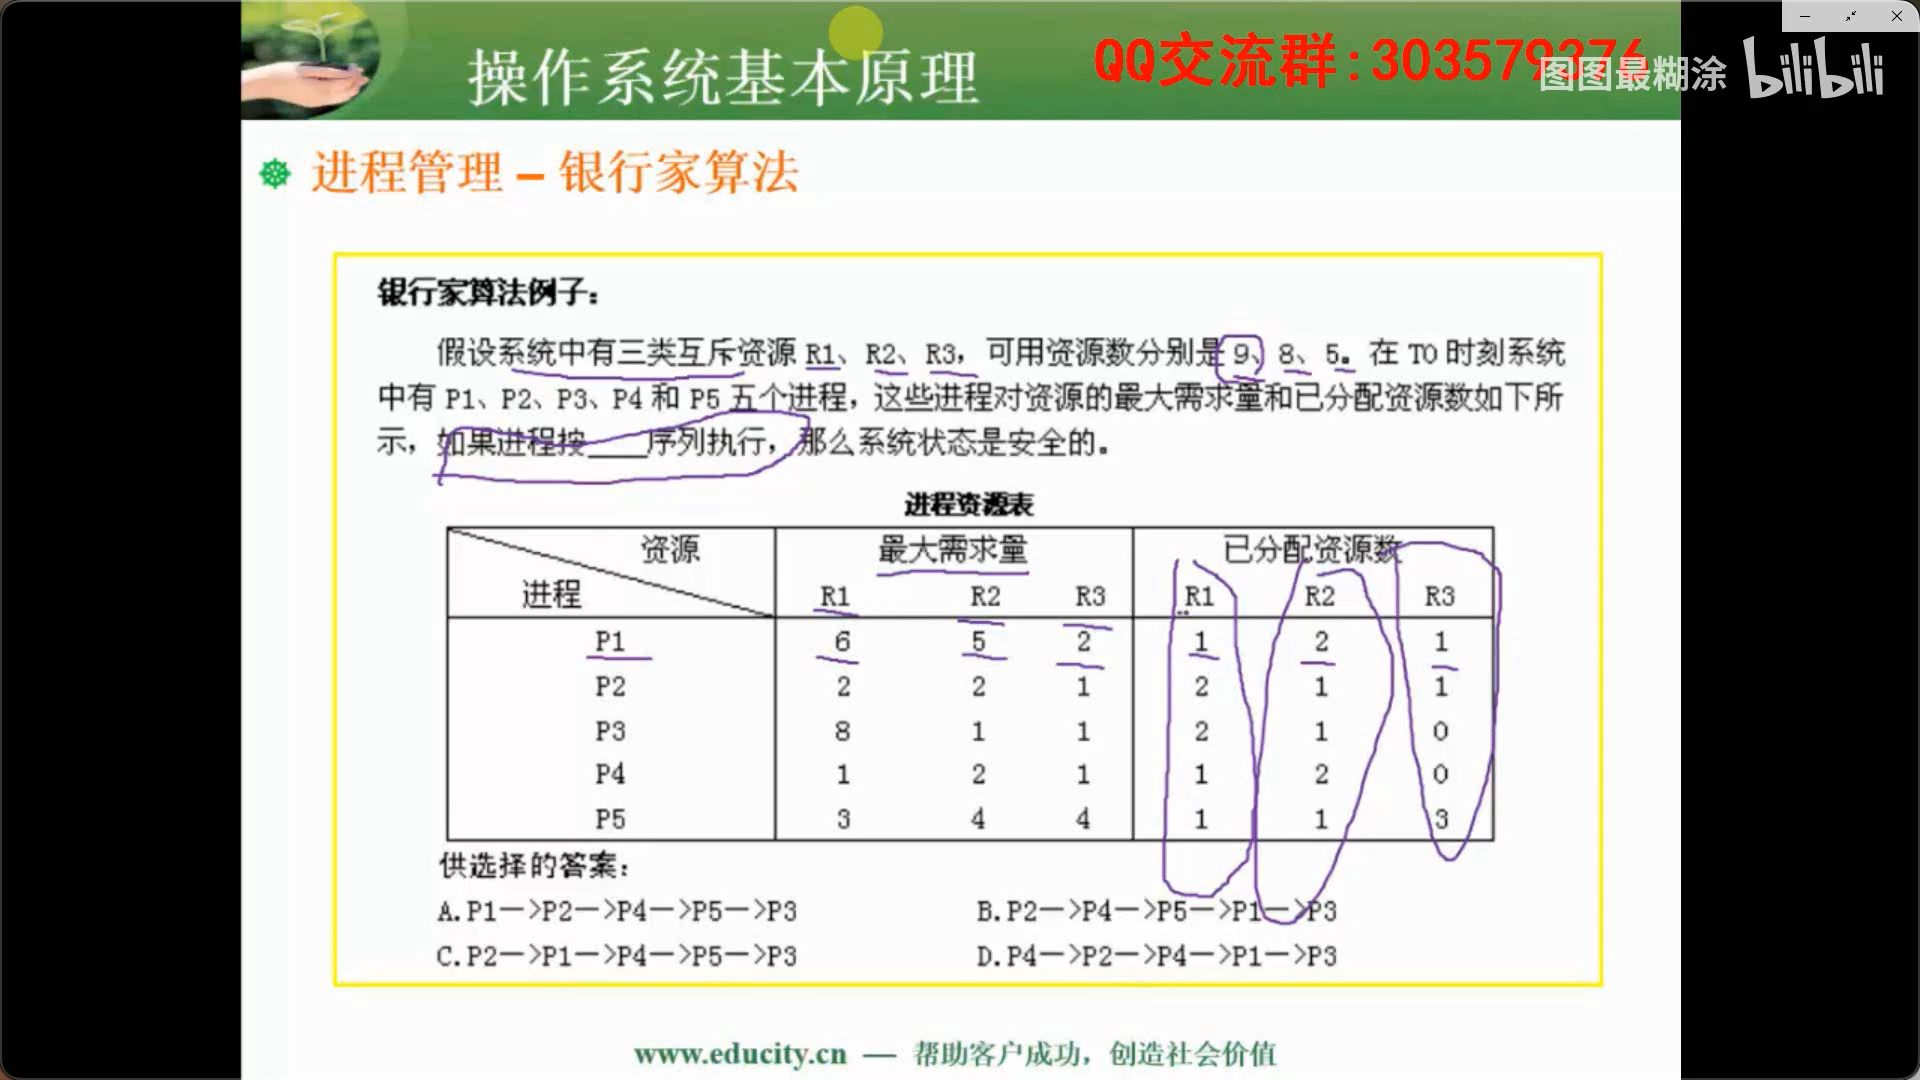 操作系统基本原理
QQ交流群:303579376
图图最糊涂 bilibili
进程管理 – 银行家算法
银行家算法例子：
假设系统中有三类互斥资源 R1、R2、R3，可用资源数分别是 9、8、5。在 T0 时刻系统
中有 P1、P2、P3、P4 和 P5 五个进程，这些进程对资源的最大需求量和已分配资源数如下所
示，如果进程按____序列执行，那么系统状态是安全的。
进程资源表
资源 最大需求量 已分配资源数
进程 R1 R2 R3 R1 R2 R3
P1 6 5 2 1 2 1
P2 2 2 1 2 1 1
P3 8 1 1 2 1 0
P4 1 2 1 1 2 0
P5 3 4 4 1 1 3
供选择的答案：
A.P1—>P2—>P4—>P5—>P3 B.P2—>P4—>P5—>P1—>P3
C.P2—>P1—>P4—>P5—>P3 D.P4—>P2—>P4—>P1—>P3
www.educity.cn — 帮助客户成功，创造社会价值